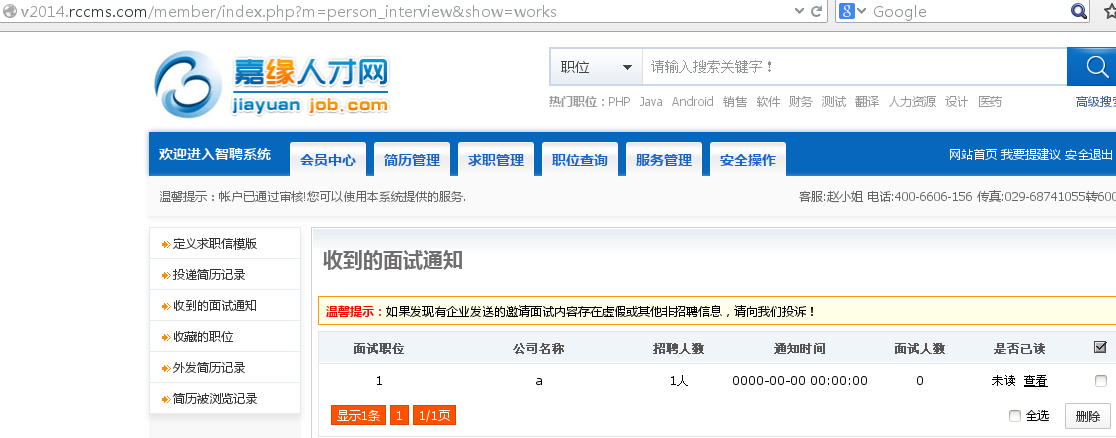 v2014.rccms.com/member/index.php?m=person_interview&show=works
Google
嘉缘人才网
jiayuan job.com
职位
请输入搜索关键字！
热门职位：PHP Java Android 销售 软件 财务 测试 翻译 人力资源 设计 医药
高级搜索
欢迎进入智聘系统 会员中心 简历管理 求职管理 职位查询 服务管理 安全操作
网站首页 我要提建议 安全退出
温馨提示：帐户已通过审核!您可以使用本系统提供的服务.
客服:赵小姐 电话:400-6606-156 传真:029-68741055转600
定义求职信模版
投递简历记录
收到的面试通知
收藏的职位
外发简历记录
简历被浏览记录
收到的面试通知
温馨提示：如果发现有企业发送的邀请面试内容存在虚假或其他非招聘信息，请向我们投诉！
面试职位 公司名称 招聘人数 通知时间 面试人数 是否已读
1 a 1人 0000-00-00 00:00:00 0 未读 查看
显示1条 1 1/1页
全选 删除